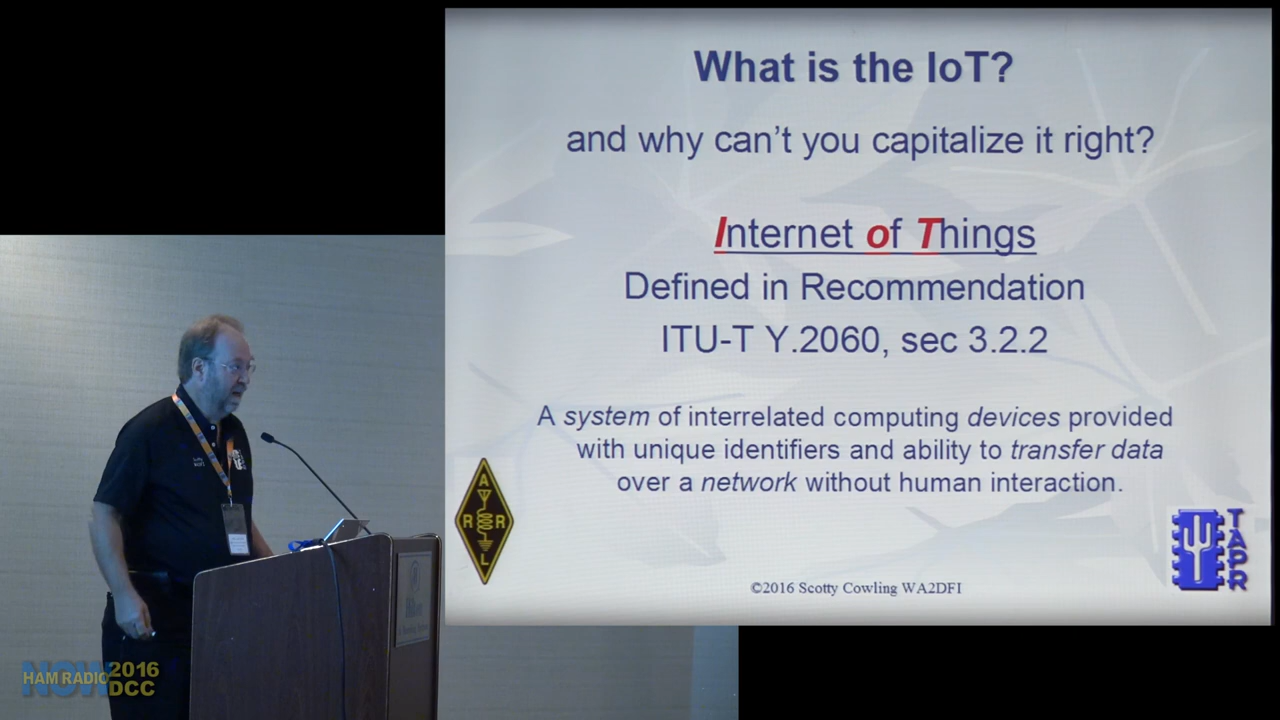 What is the IoT?
and why can't you capitalize it right?
Internet of Things
Defined in Recommendation
ITU-T Y.2060, sec 3.2.2
A system of interrelated computing devices provided
with unique identifiers and ability to transfer data
over a network without human interaction.
A
R R
L
TAPR
©2016 Scotty Cowling WA2DFI
NOW
HAM RADIO 2016
DCC